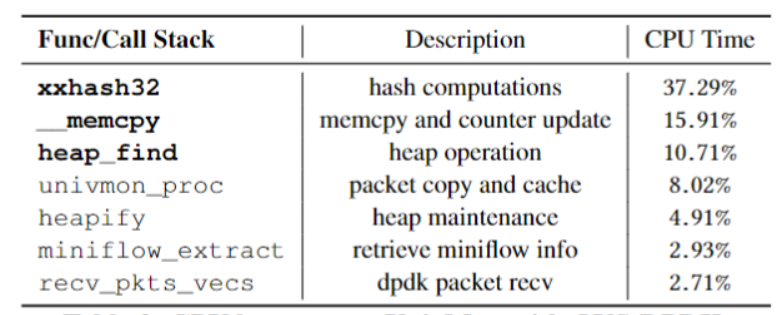 Func/Call Stack Description CPU Time
xxhash32 hash computations 37.29%
__memcpy memcpy and counter update 15.91%
heap_find heap operation 10.71%
univmon_proc packet copy and cache 8.02%
heapify heap maintenance 4.91%
miniflow_extract retrieve miniflow info 2.93%
recv_pkts_vecs dpdk packet recv 2.71%